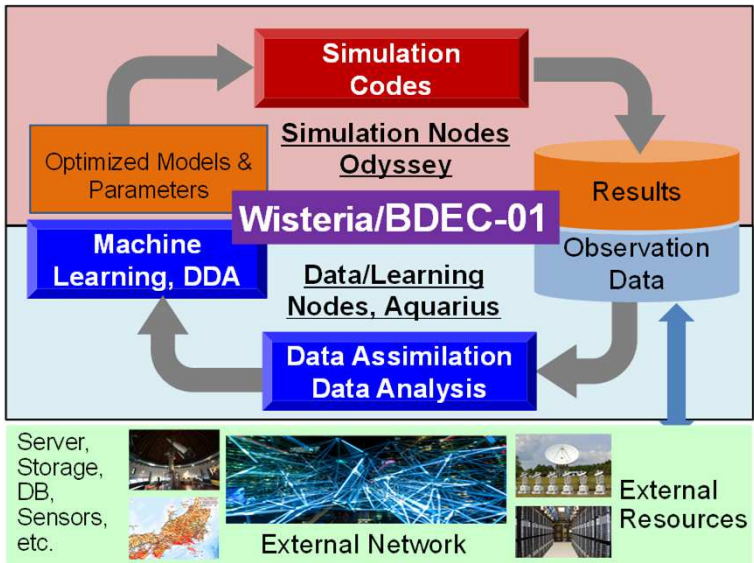 Simulation
Codes
Optimized Models &
Parameters
Simulation Nodes
Odyssey
Results
Wisteria/BDEC-01
Machine
Learning, DDA
Data/Learning
Nodes, Aquarius
Observation
Data
Data Assimilation
Data Analysis
Server,
Storage,
DB,
Sensors,
etc.
External Network
External
Resources